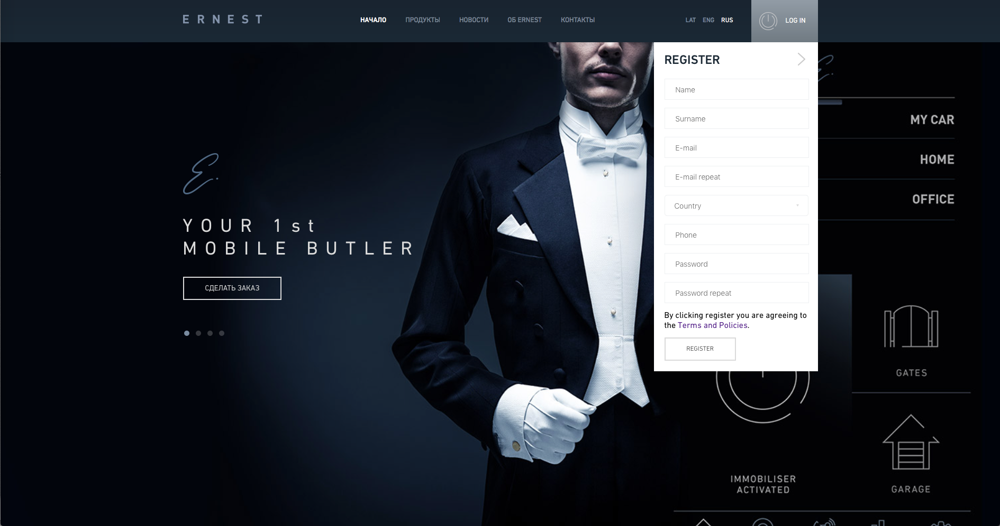 ERNEST
НАЧАЛО
ПРОДУКТЫ
НОВОСТИ
ОБ ERNEST
КОНТАКТЫ
LAT ENG RUS
LOG IN
E.
YOUR 1st
MOBILE BUTLER
СДЕЛАТЬ ЗАКАЗ
REGISTER
Name
Surname
E-mail
E-mail repeat
Country
Phone
Password
Password repeat
By clicking register you are agreeing to
the Terms and Policies.
REGISTER
E.
MY CAR
HOME
OFFICE
GATES
GARAGE
IMMOBILISER
ACTIVATED